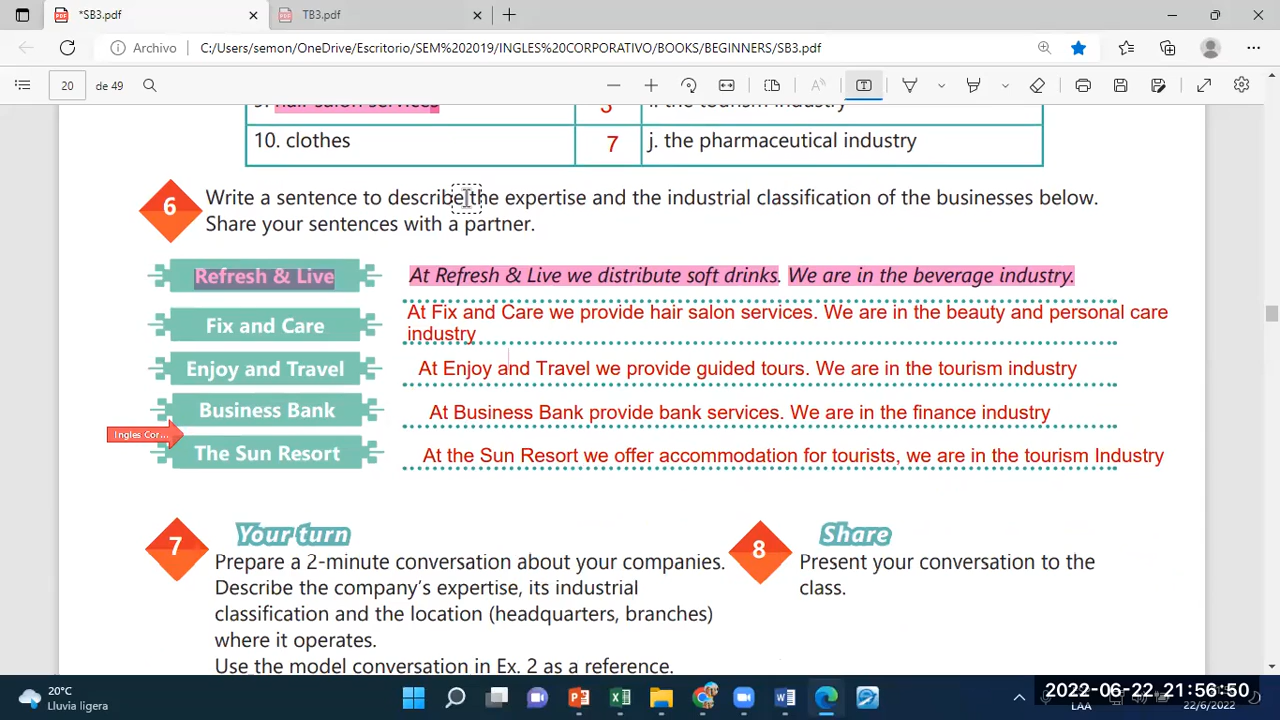 *SB3.pdf
TB3.pdf
Archivo
C:/Users/semon/OneDrive/Escritorio/SEM%202019/INGLES%20CORPORATIVO/BOOKS/BEGINNERS/SB3.pdf
20
de 49
hair salon services
10. clothes
7
j. the pharmaceutical industry
6
Write a sentence to describe the expertise and the industrial classification of the businesses below.
Share your sentences with a partner.
Refresh & Live
At Refresh & Live we distribute soft drinks. We are in the beverage industry.
Fix and Care
At Fix and Care we provide hair salon services. We are in the beauty and personal care
industry
Enjoy and Travel
At Enjoy and Travel we provide guided tours. We are in the tourism industry
Business Bank
At Business Bank provide bank services. We are in the finance industry
Ingles Cor...
The Sun Resort
At the Sun Resort we offer accommodation for tourists, we are in the tourism Industry
7
Your turn
Prepare a 2-minute conversation about your companies.
Describe the company's expertise, its industrial
classification and the location (headquarters, branches)
where it operates.
Use the model conversation in Ex. 2 as a reference.
8
Share
Present your conversation to the
class.
20°C
Lluvia ligera
LAA
2022-06-22 21:56:50
22/6/2022